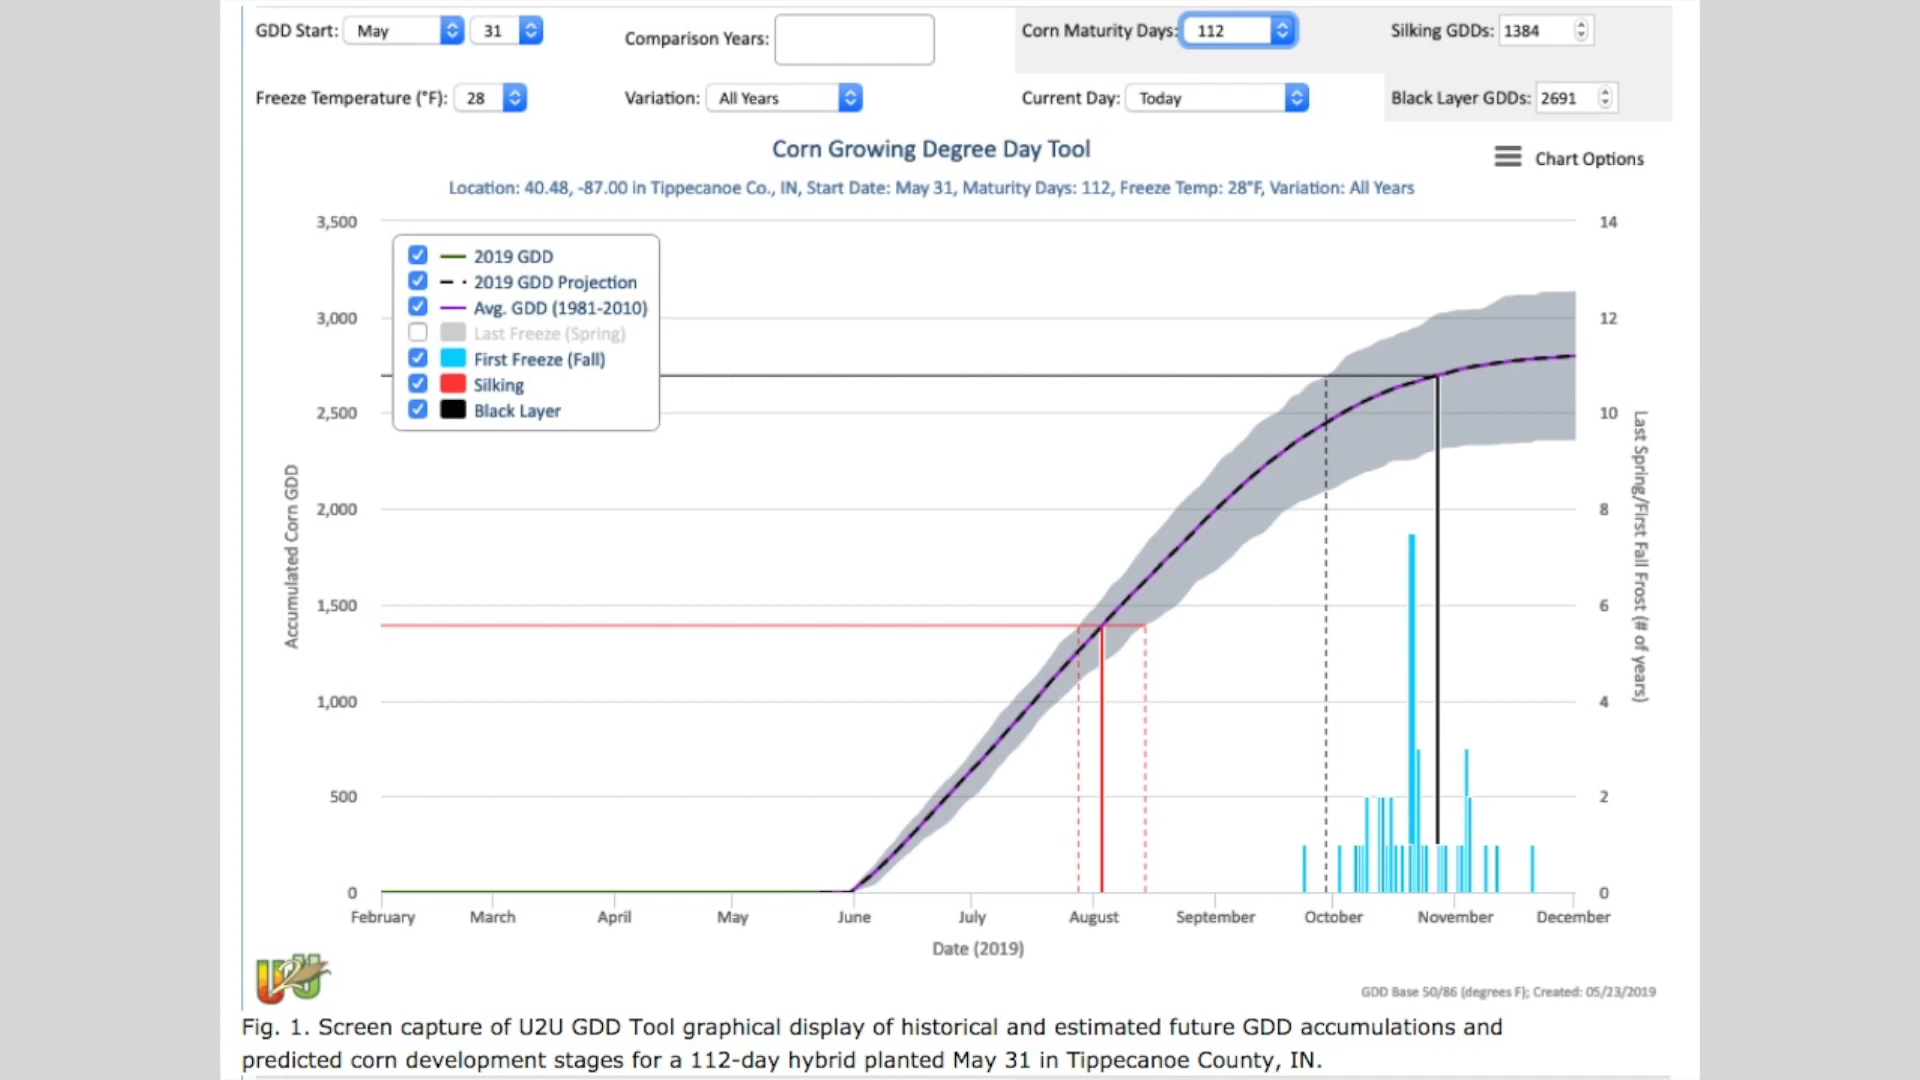 GDD Start: May 31 Comparison Years: Corn Maturity Days: 112 Silking GDDs: 1384
Freeze Temperature (°F): 28 Variation: All Years Current Day: Today Black Layer GDDs: 2691
Corn Growing Degree Day Tool
Chart Options
Location: 40.48, -87.00 in Tippecanoe Co., IN, Start Date: May 31, Maturity Days: 112, Freeze Temp: 28°F, Variation: All Years
3,500 14
2019 GDD
2019 GDD Projection
Avg. GDD (1981-2010)
3,000 12
Last Freeze (Spring)
First Freeze (Fall)
Silking
Black Layer
2,500 10
2,000 8
1,500 6
1,000 4
500 2
0 0
Accumulated Corn GDD
Last Spring/First Fall Frost (# of years)
February March April May June July August September October November December
Date (2019)
U2U
GDD Base 50/86 (degrees F); Created: 05/23/2019
Fig. 1. Screen capture of U2U GDD Tool graphical display of historical and estimated future GDD accumulations and
predicted corn development stages for a 112-day hybrid planted May 31 in Tippecanoe County, IN.